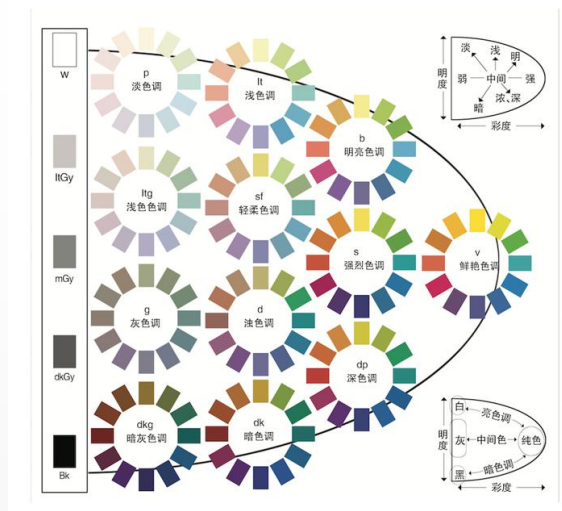 W
ltGy
mGy
dkGy
Bk
p
淡色调
lt
浅色调
b
明亮色调
ltg
浅色色调
sf
轻柔色调
s
强烈色调
v
鲜艳色调
g
灰色调
d
浊色调
dp
深色调
dkg
暗灰色调
dk
暗色调
淡
浅
明
弱
中间
强
暗
浓
深
明度
彩度
白
亮色调
灰
中间色
纯色
黑
暗色调
明度
彩度